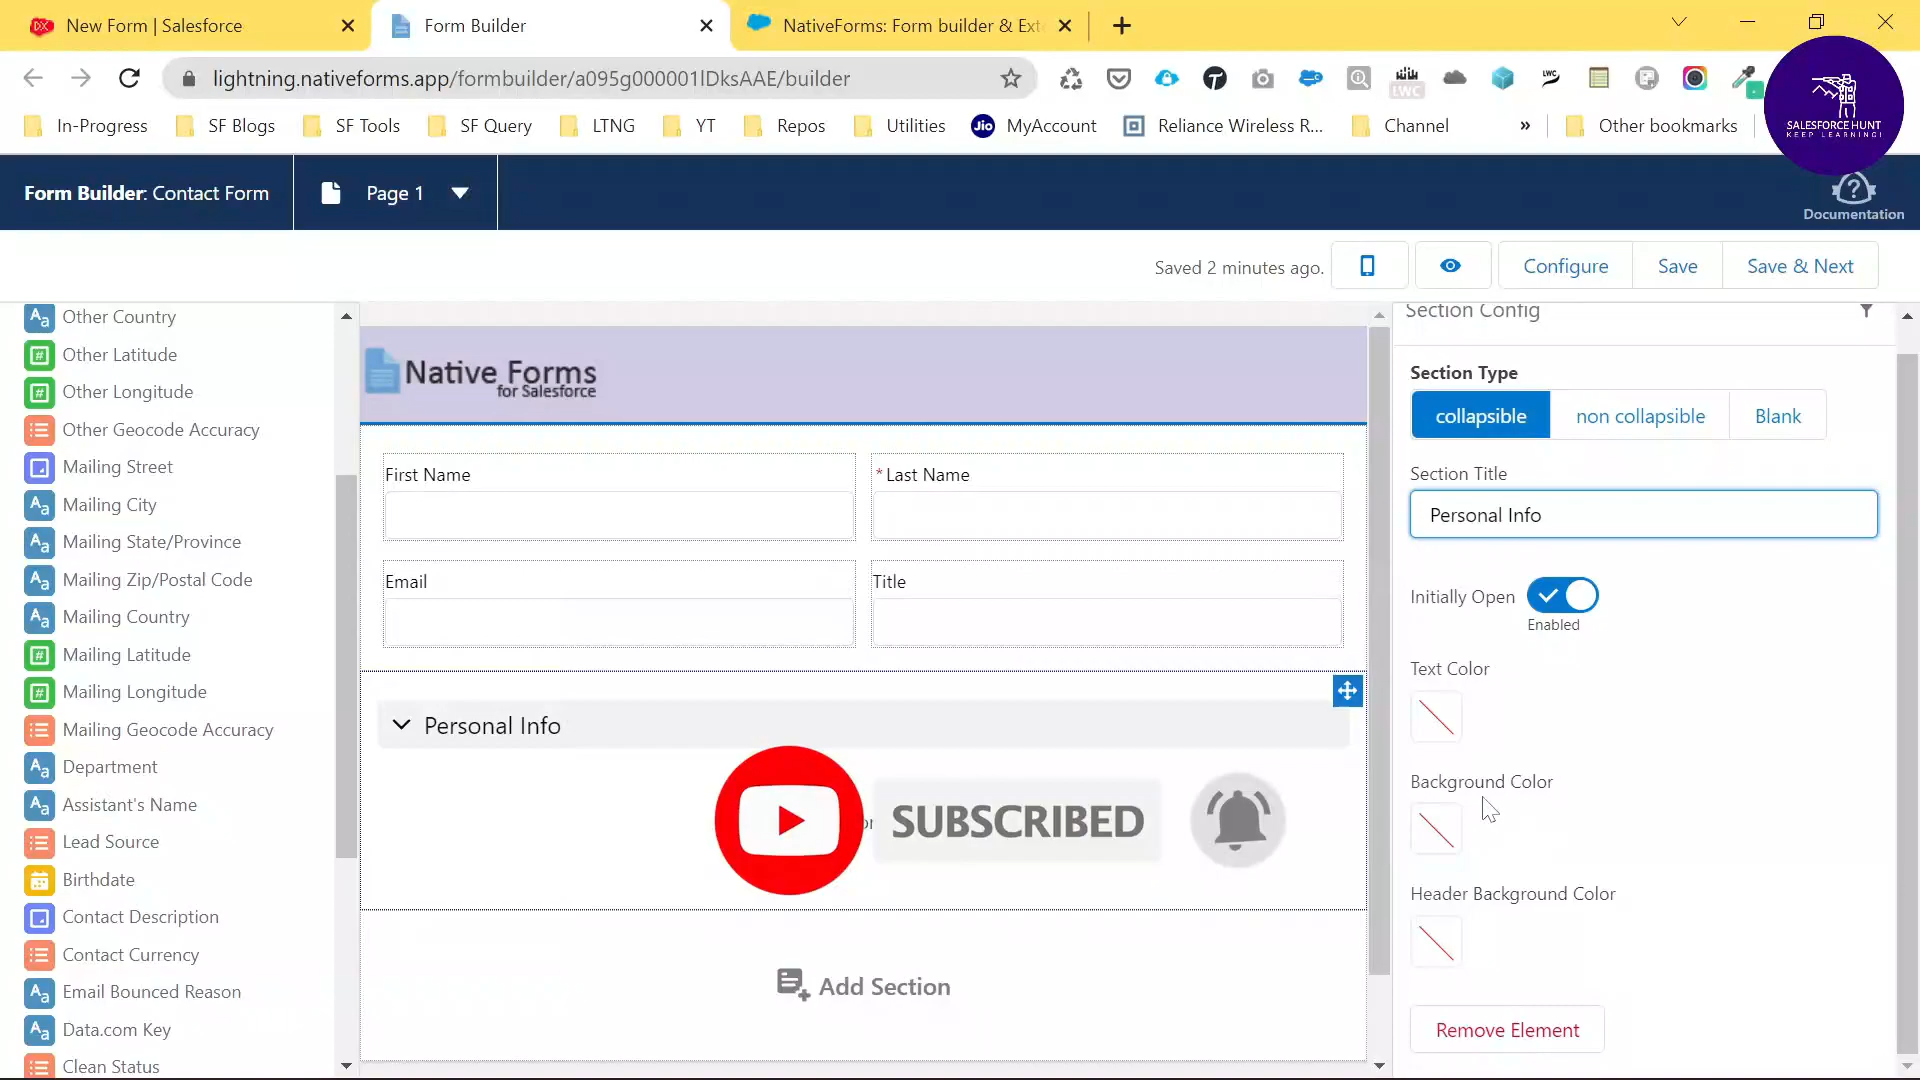 New Form | Salesforce
Form Builder
NativeForms: Form builder & Exte
lightning.nativeforms.app/formbuilder/a095g000001lDksAAE/builder
LWC
LWC
In-Progress
SF Blogs
SF Tools
SF Query
LTNG
YT
Repos
Utilities
Jio
MyAccount
Reliance Wireless R...
Channel
»
Other bookmarks
SALESFORCE HUNT
KEEP LEARNING!
Form Builder: Contact Form
Page 1
Documentation
Saved 2 minutes ago.
Configure
Save
Save & Next
Other Country
Other Latitude
Other Longitude
Other Geocode Accuracy
Mailing Street
Mailing City
Mailing State/Province
Mailing Zip/Postal Code
Mailing Country
Mailing Latitude
Mailing Longitude
Mailing Geocode Accuracy
Department
Assistant's Name
Lead Source
Birthdate
Contact Description
Contact Currency
Email Bounced Reason
Data.com Key
Clean Status
Native Forms
for Salesforce
First Name
*Last Name
Email
Title
Personal Info
SUBSCRIBED
Add Section
Section Config
Section Type
collapsible
non collapsible
Blank
Section Title
Personal Info
Initially Open
Enabled
Text Color
Background Color
Header Background Color
Remove Element